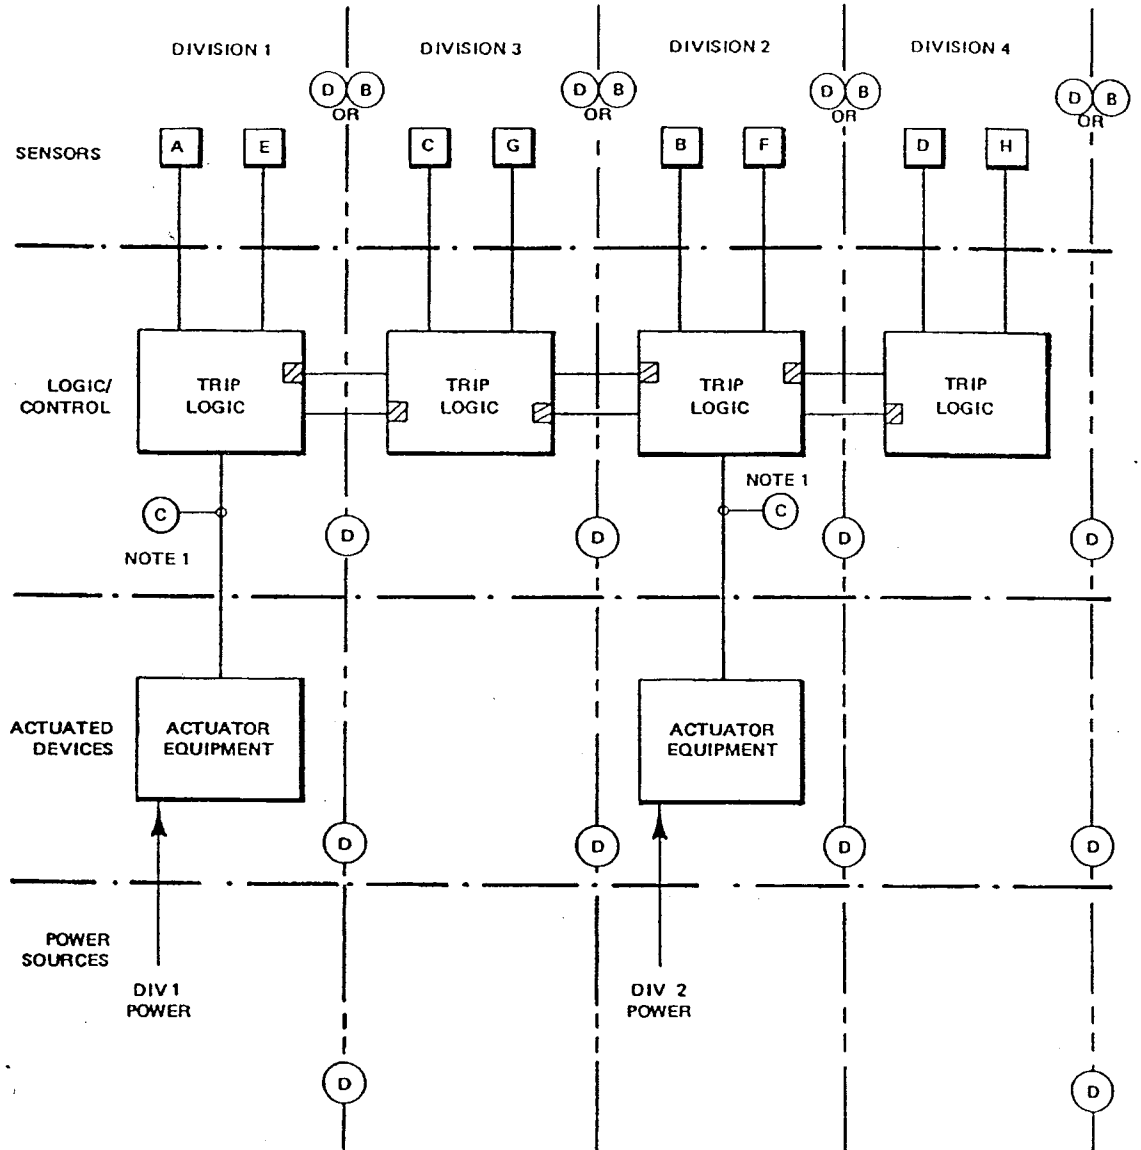 DIVISION 1
DIVISION 3
DIVISION 2
DIVISION 4
D B
OR
D B
OR
D B
OR
D B
OR
SENSORS
A
E
C
G
B
F
D
H
LOGIC/
CONTROL
TRIP
LOGIC
TRIP
LOGIC
TRIP
LOGIC
TRIP
LOGIC
C
NOTE 1
NOTE 1
C
D
D
D
D
ACTUATED
DEVICES
ACTUATOR
EQUIPMENT
ACTUATOR
EQUIPMENT
D
D
D
D
POWER
SOURCES
DIV 1
POWER
DIV 2
POWER
D
D